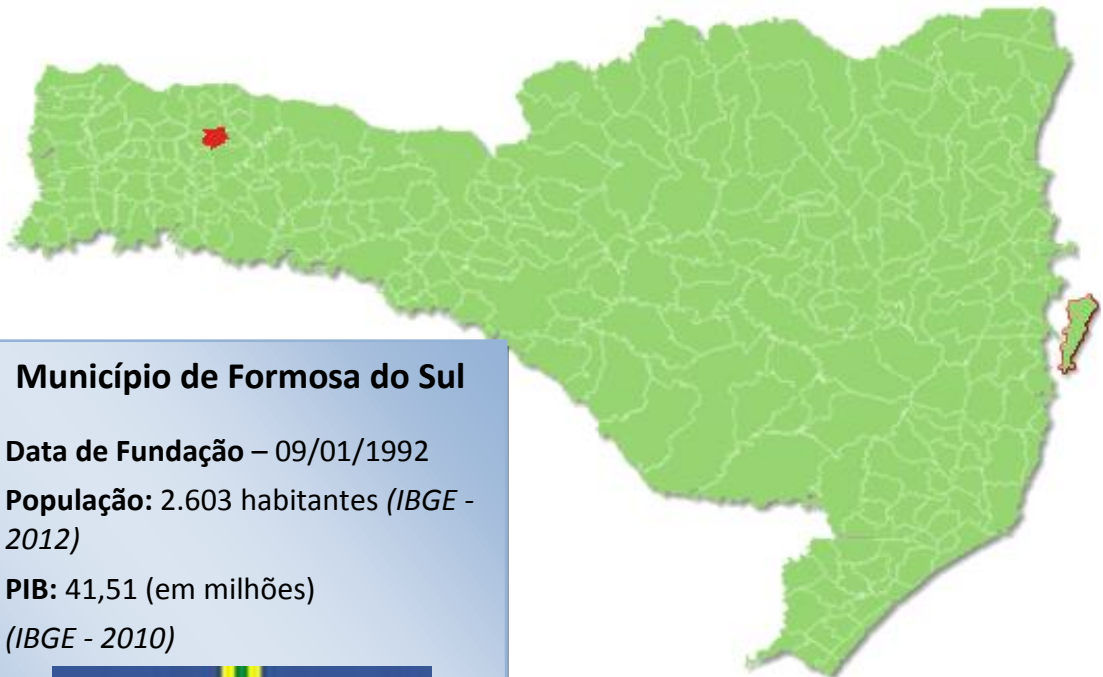 Município de Formosa do Sul
Data de Fundação – 09/01/1992
População: 2.603 habitantes (IBGE -
2012)
PIB: 41,51 (em milhões)
(IBGE - 2010)